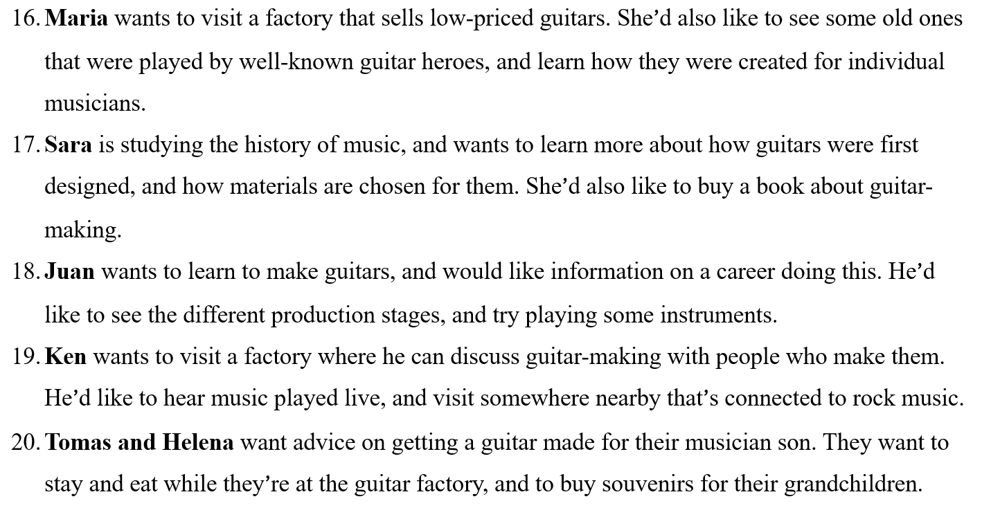 16. Maria wants to visit a factory that sells low-priced guitars. She’d also like to see some old ones
that were played by well-known guitar heroes, and learn how they were created for individual
musicians.
17. Sara is studying the history of music, and wants to learn more about how guitars were first
designed, and how materials are chosen for them. She’d also like to buy a book about guitar-
making.
18. Juan wants to learn to make guitars, and would like information on a career doing this. He’d
like to see the different production stages, and try playing some instruments.
19. Ken wants to visit a factory where he can discuss guitar-making with people who make them.
He’d like to hear music played live, and visit somewhere nearby that’s connected to rock music.
20. Tomas and Helena want advice on getting a guitar made for their musician son. They want to
stay and eat while they’re at the guitar factory, and to buy souvenirs for their grandchildren.